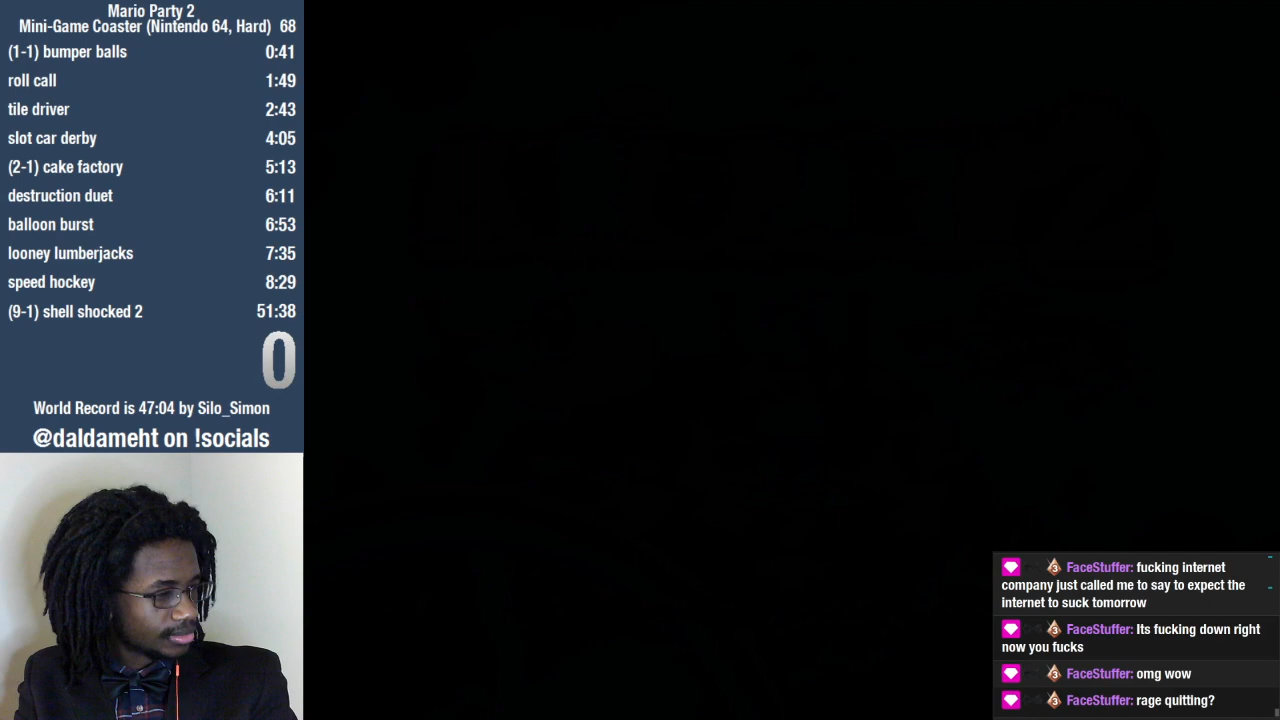 Mario Party 2
Mini-Game Coaster (Nintendo 64, Hard) 68
(1-1) bumper balls 0:41
roll call 1:49
tile driver 2:43
slot car derby 4:05
(2-1) cake factory 5:13
destruction duet 6:11
balloon burst 6:53
looney lumberjacks 7:35
speed hockey 8:29
(9-1) shell shocked 2 51:38
0
World Record is 47:04 by Silo_Simon
@daldameht on !socials
3 FaceStuffer: fucking internet
company just called me to say to expect the
internet to suck tomorrow
3 FaceStuffer: Its fucking down right
now you fucks
3 FaceStuffer: omg wow
3 FaceStuffer: rage quitting?